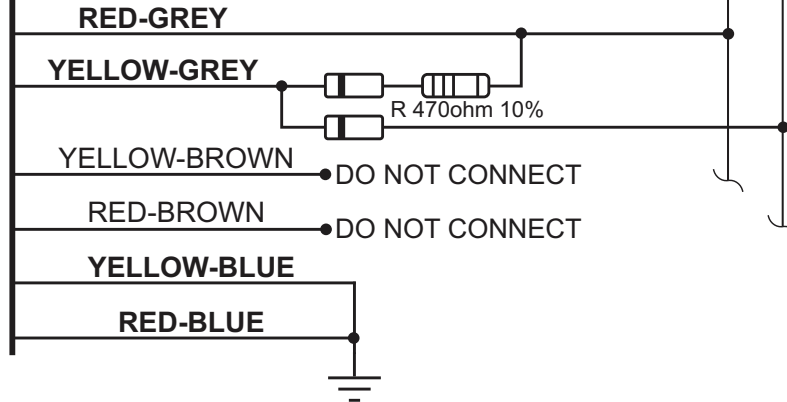 RED-GREY
YELLOW-GREY
R 470ohm 10%
YELLOW-BROWN
DO NOT CONNECT
RED-BROWN
DO NOT CONNECT
YELLOW-BLUE
RED-BLUE